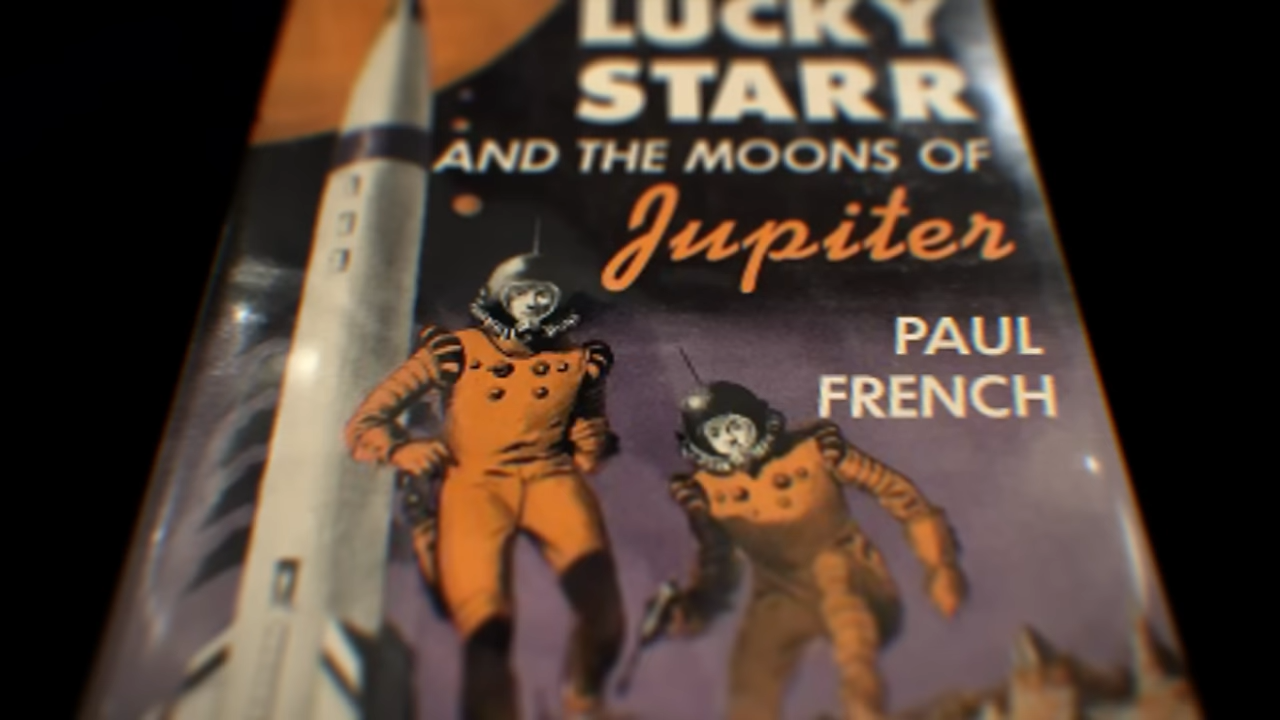 LUCKY
STARR
AND THE MOONS OF
Jupiter
PAUL
FRENCH